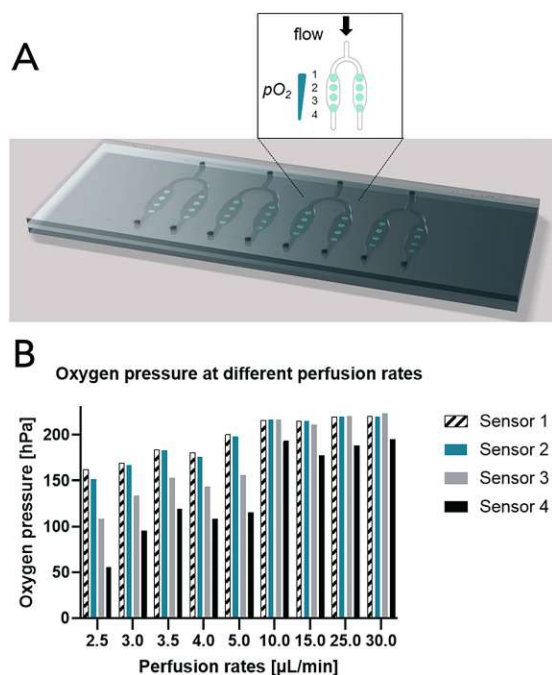 A
flow
pO2
1
2
3
4
B
Oxygen pressure at different perfusion rates
Oxygen pressure [hPa]
200
150
100
50
0
2.5 3.0 3.5 4.0 5.0 10.0 15.0 25.0 30.0
Perfusion rates [µL/min]
Sensor 1
Sensor 2
Sensor 3
Sensor 4